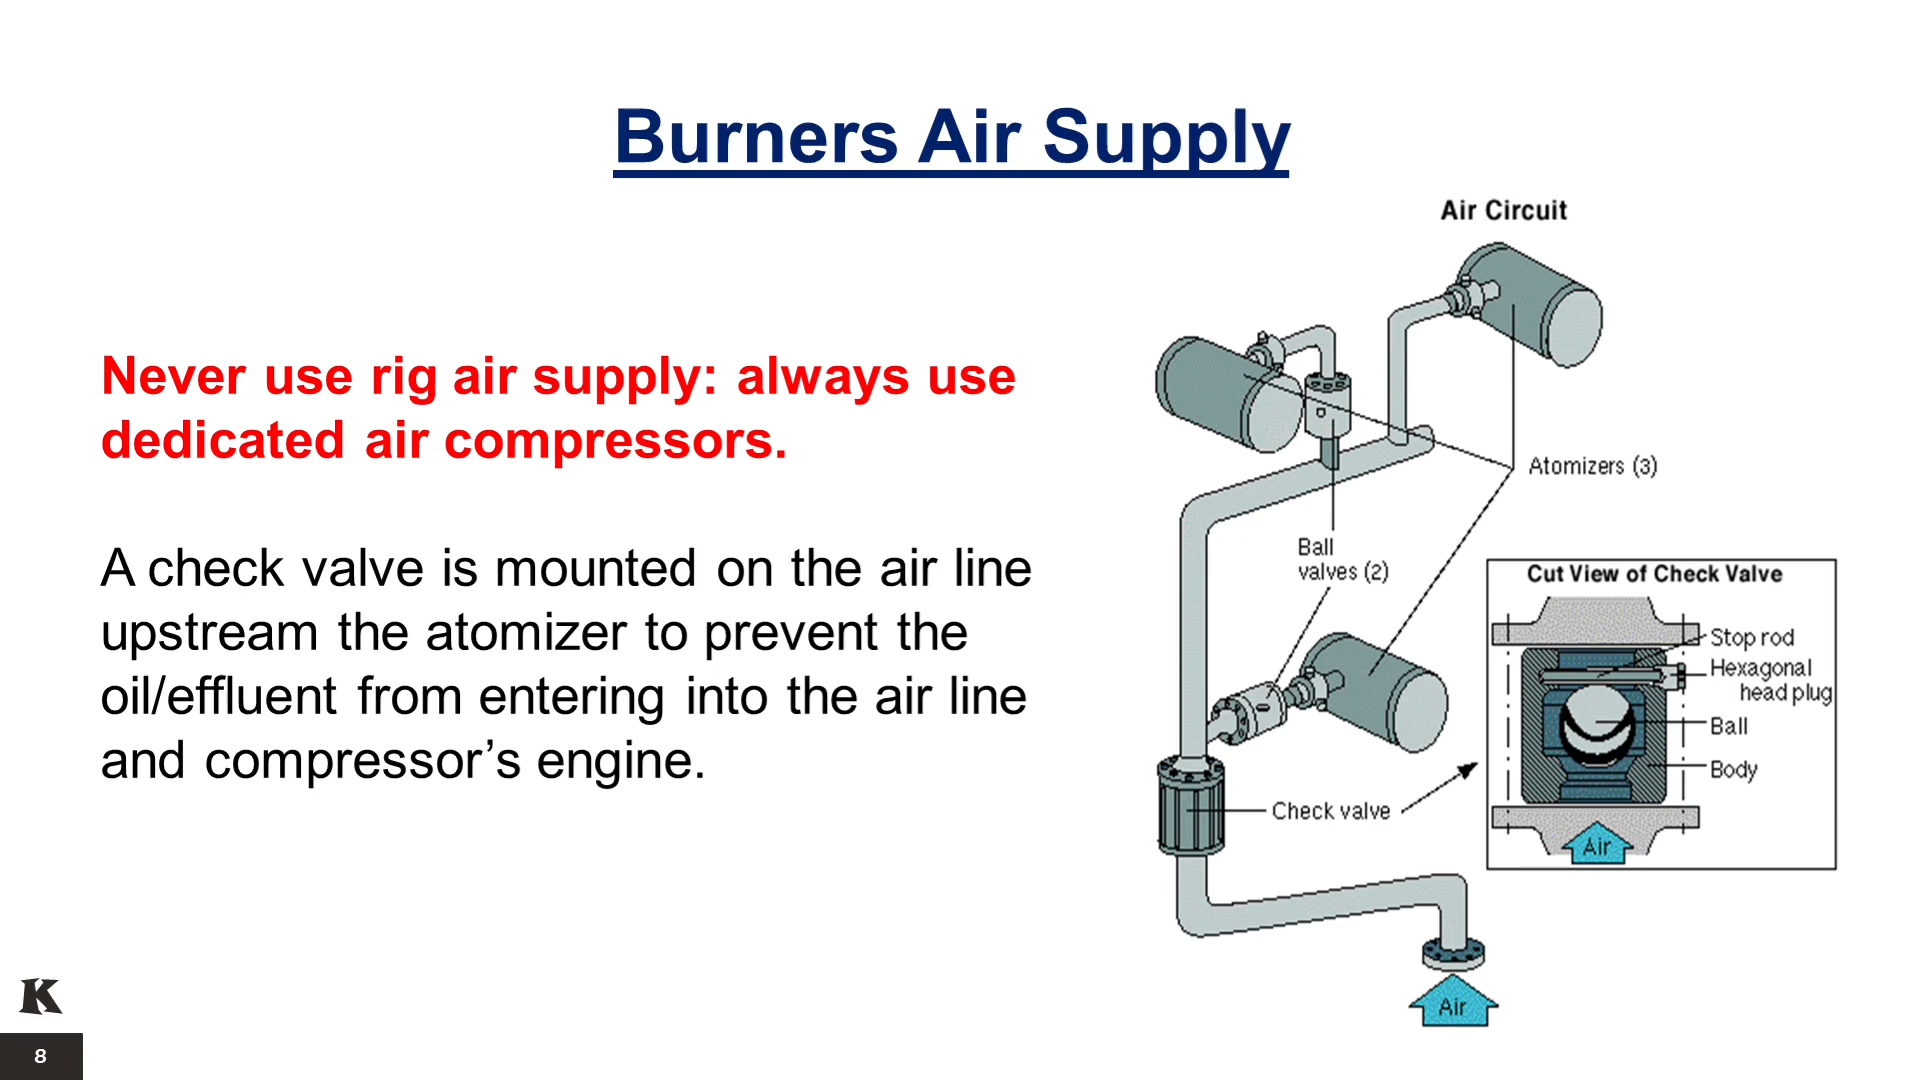 Burners Air Supply
Never use rig air supply: always use
dedicated air compressors.
A check valve is mounted on the air line
upstream the atomizer to prevent the
oil/effluent from entering into the air line
and compressor’s engine.
Air Circuit
Atomizers (3)
Ball
valves (2)
Check valve
Air
Cut View of Check Valve
Stop rod
Hexagonal
head plug
Ball
Body
Air
K
8